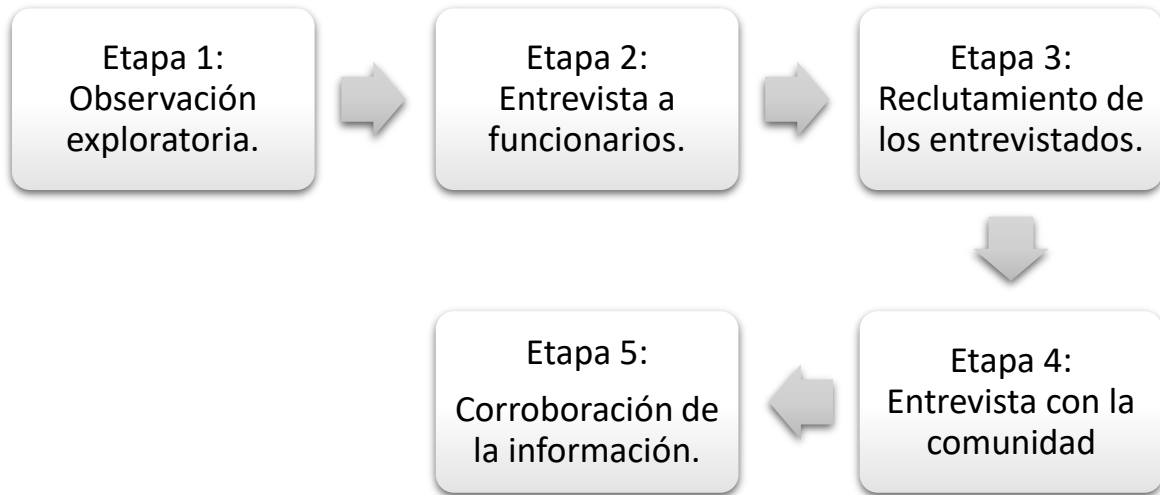 Etapa 1:
Observación
exploratoria.
Etapa 2:
Entrevista a
funcionarios.
Etapa 3:
Reclutamiento de
los entrevistados.
Etapa 4:
Entrevista con la
comunidad
Etapa 5:
Corroboración de
la información.